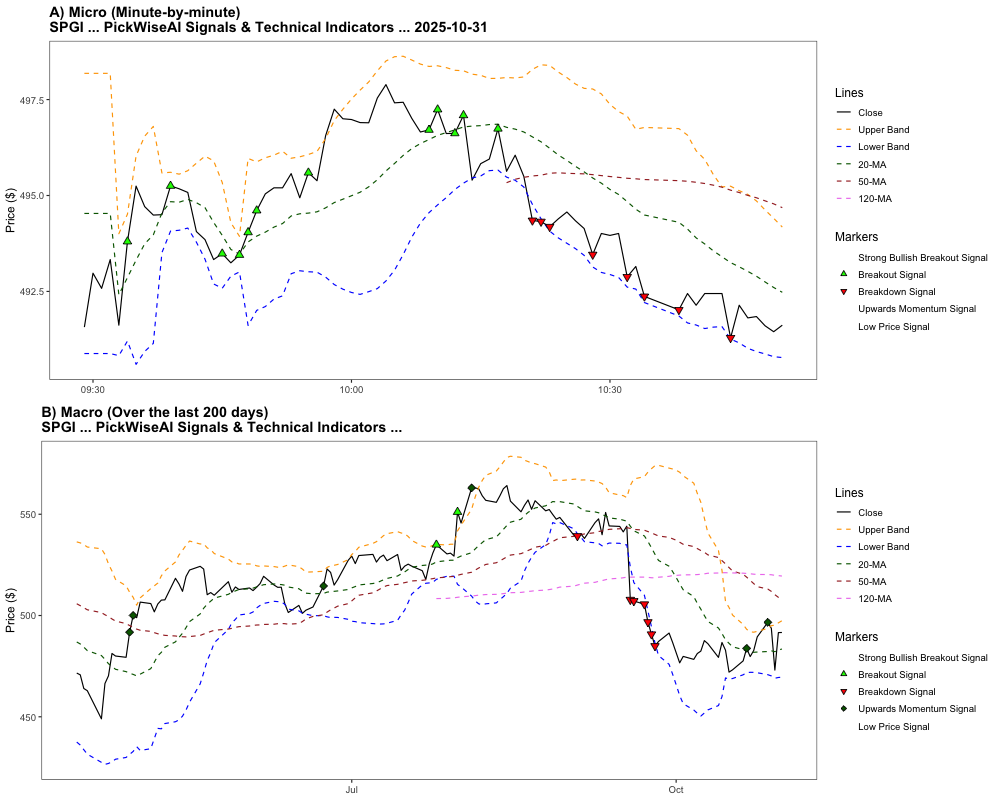 A) Micro (Minute-by-minute)
SPGI ... PickWiseAI Signals & Technical Indicators ... 2025-10-31
Price ($)
497.5
495.0
492.5
09:30
10:00
10:30
Lines
Close
Upper Band
Lower Band
20-MA
50-MA
120-MA
Markers
Strong Bullish Breakout Signal
Breakout Signal
Breakdown Signal
Upwards Momentum Signal
Low Price Signal
B) Macro (Over the last 200 days)
SPGI ... PickWiseAI Signals & Technical Indicators ...
Price ($)
550
500
450
Jul
Oct
Lines
Close
Upper Band
Lower Band
20-MA
50-MA
120-MA
Markers
Strong Bullish Breakout Signal
Breakout Signal
Breakdown Signal
Upwards Momentum Signal
Low Price Signal